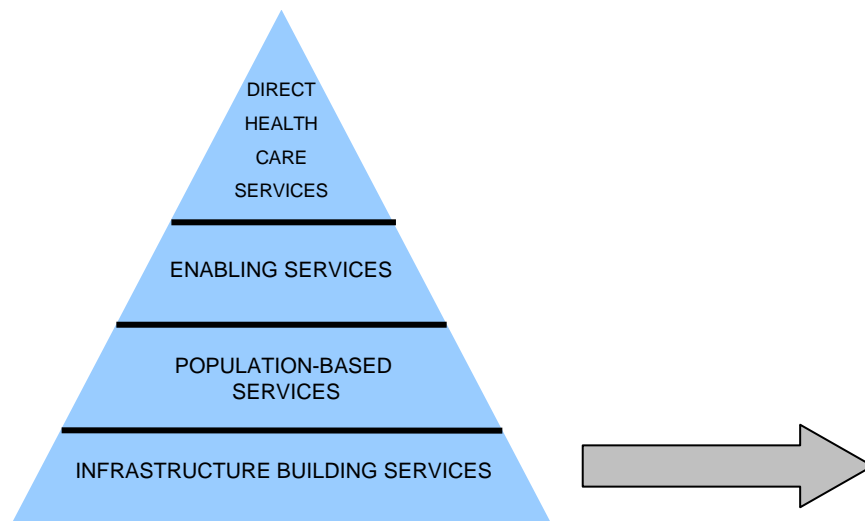 DIRECT
HEALTH
CARE
SERVICES
ENABLING SERVICES
POPULATION-BASED
SERVICES
INFRASTRUCTURE BUILDING SERVICES